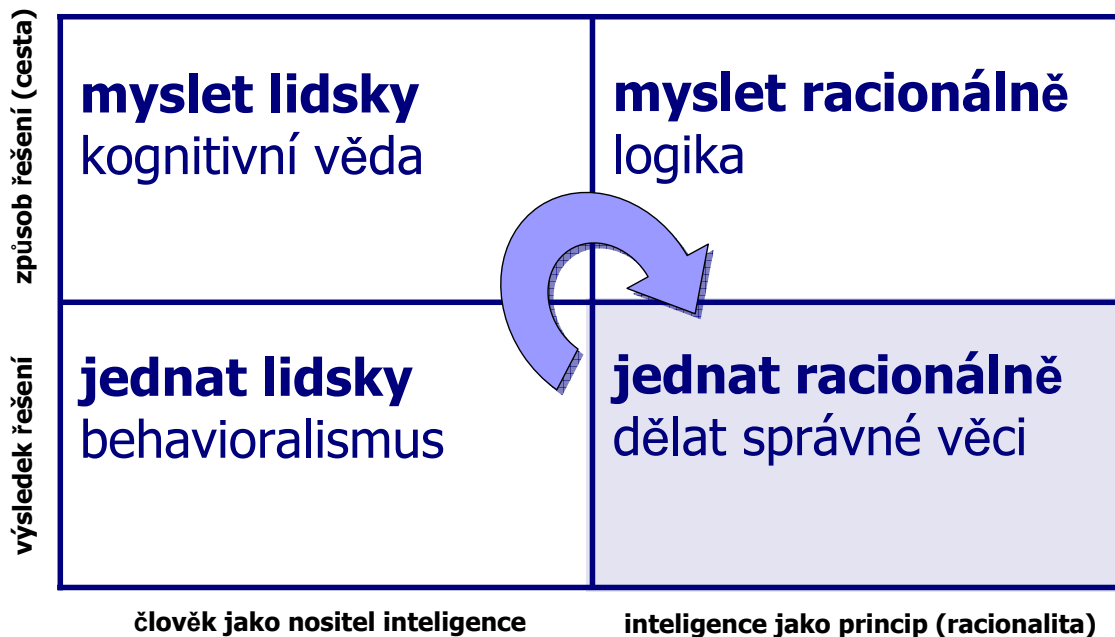 způsob řešení (cesta)
myslet lidsky
kognitivní věda
myslet racionálně
logika
výsledek řešení
jednat lidsky
behavioralismus
jednat racionálně
dělat správné věci
člověk jako nositel inteligence
inteligence jako princip (racionalita)